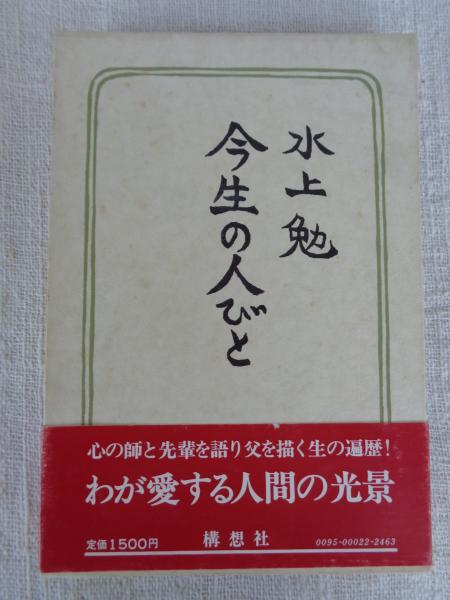 水上勉
今生の人びと
心の師と先輩を語り父を描く生の遍歴!
わが愛する人間の光景
定価1500円
構想社
0095-00022-2463